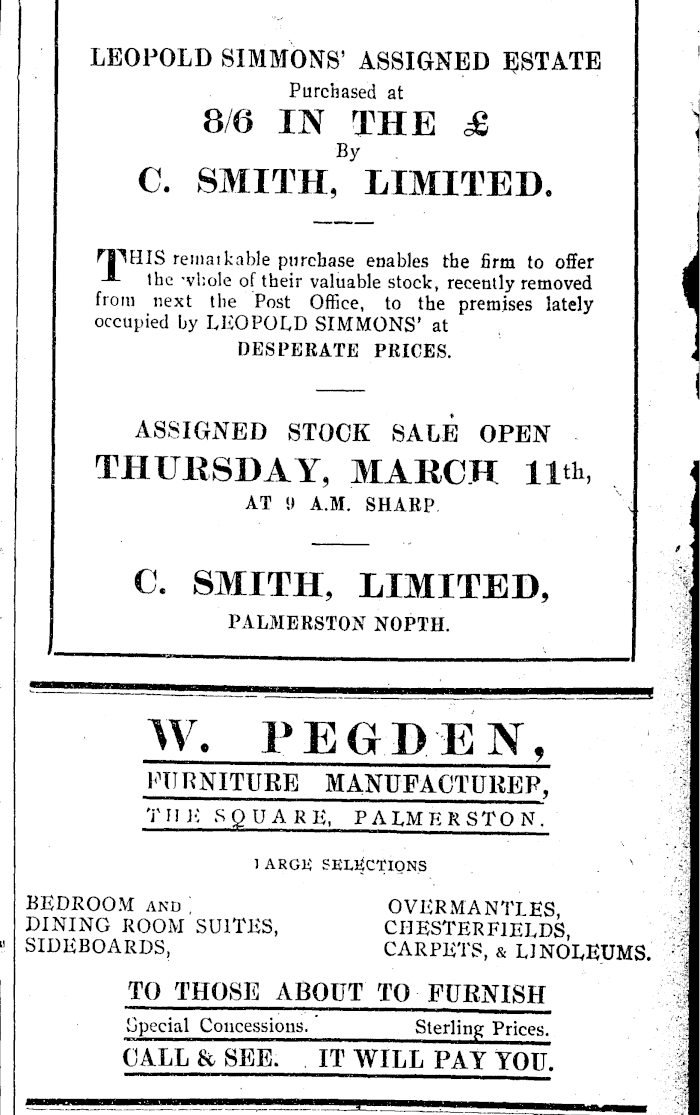 LEOPOLD SIMMONS' ASSIGNED ESTATE
Purchased at
8/6 IN THE £
By
C. SMITH, LIMITED.
THIS remarkable purchase enables the firm to offer
the whole of their valuable stock, recently removed
from next the Post Office, to the premises lately
occupied by LEOPOLD SIMMONS' at
DESPERATE PRICES.
ASSIGNED STOCK SALE OPEN
THURSDAY, MARCH 11th,
AT 9 A.M. SHARP.
C. SMITH, LIMITED,
PALMERSTON NOPTH.
W. PEGDEN,
FURNITURE MANUFACTURER,
THE SQUARE, PALMERSTON.
LARGE SELECTIONS
BEDROOM AND
DINING ROOM SUITES,
SIDEBOARDS,
OVERMANTLES,
CHESTERFIELDS,
CARPETS, & LINOLEUMS.
TO THOSE ABOUT TO FURNISH
Special Concessions. Sterling Prices.
CALL & SEE. IT WILL PAY YOU.